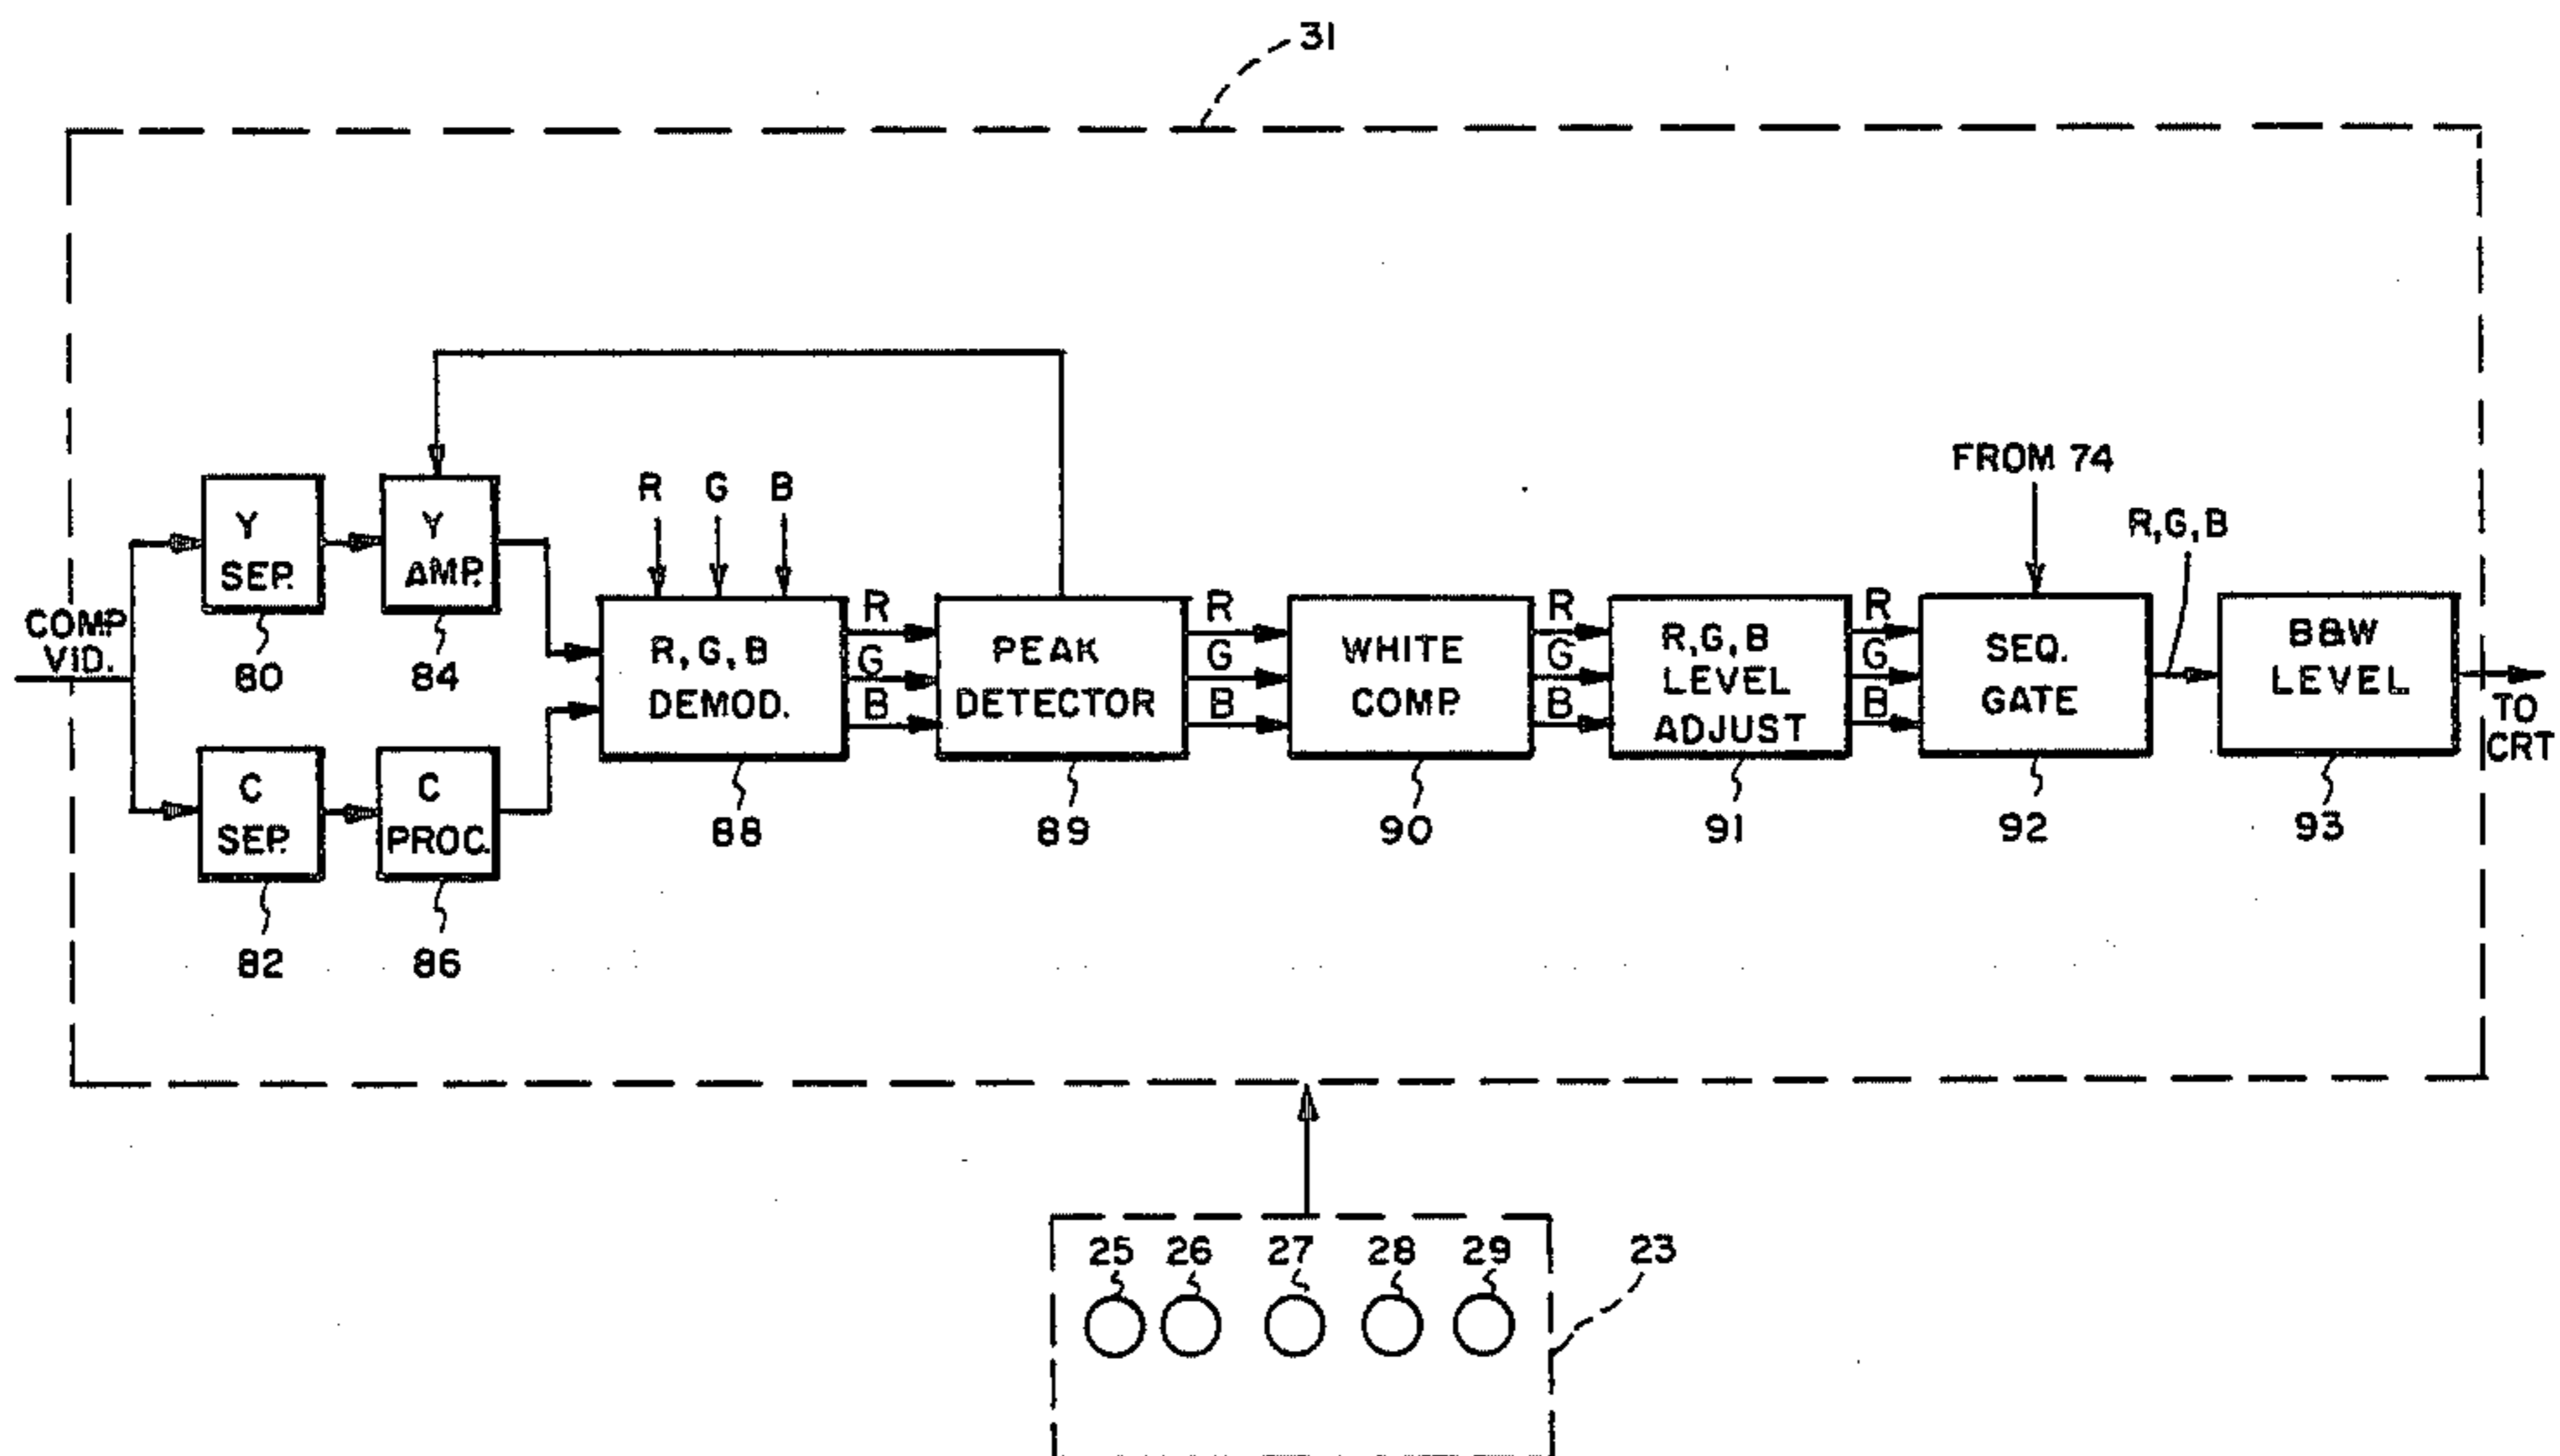 31
FROM 74
R G B
R,G,B
Y
SEP.
Y
AMP.
COMP
VID.
80
84
R,G,B
DEMOD.
R
G
B
PEAK
DETECTOR
R
G
B
WHITE
COMP.
R
G
B
R,G,B
LEVEL
ADJUST
R
G
B
SEQ.
GATE
B&W
LEVEL
TO
CRT
C
SEP.
C
PROC.
88
89
90
91
92
93
82
86
25 26 27 28 29
23